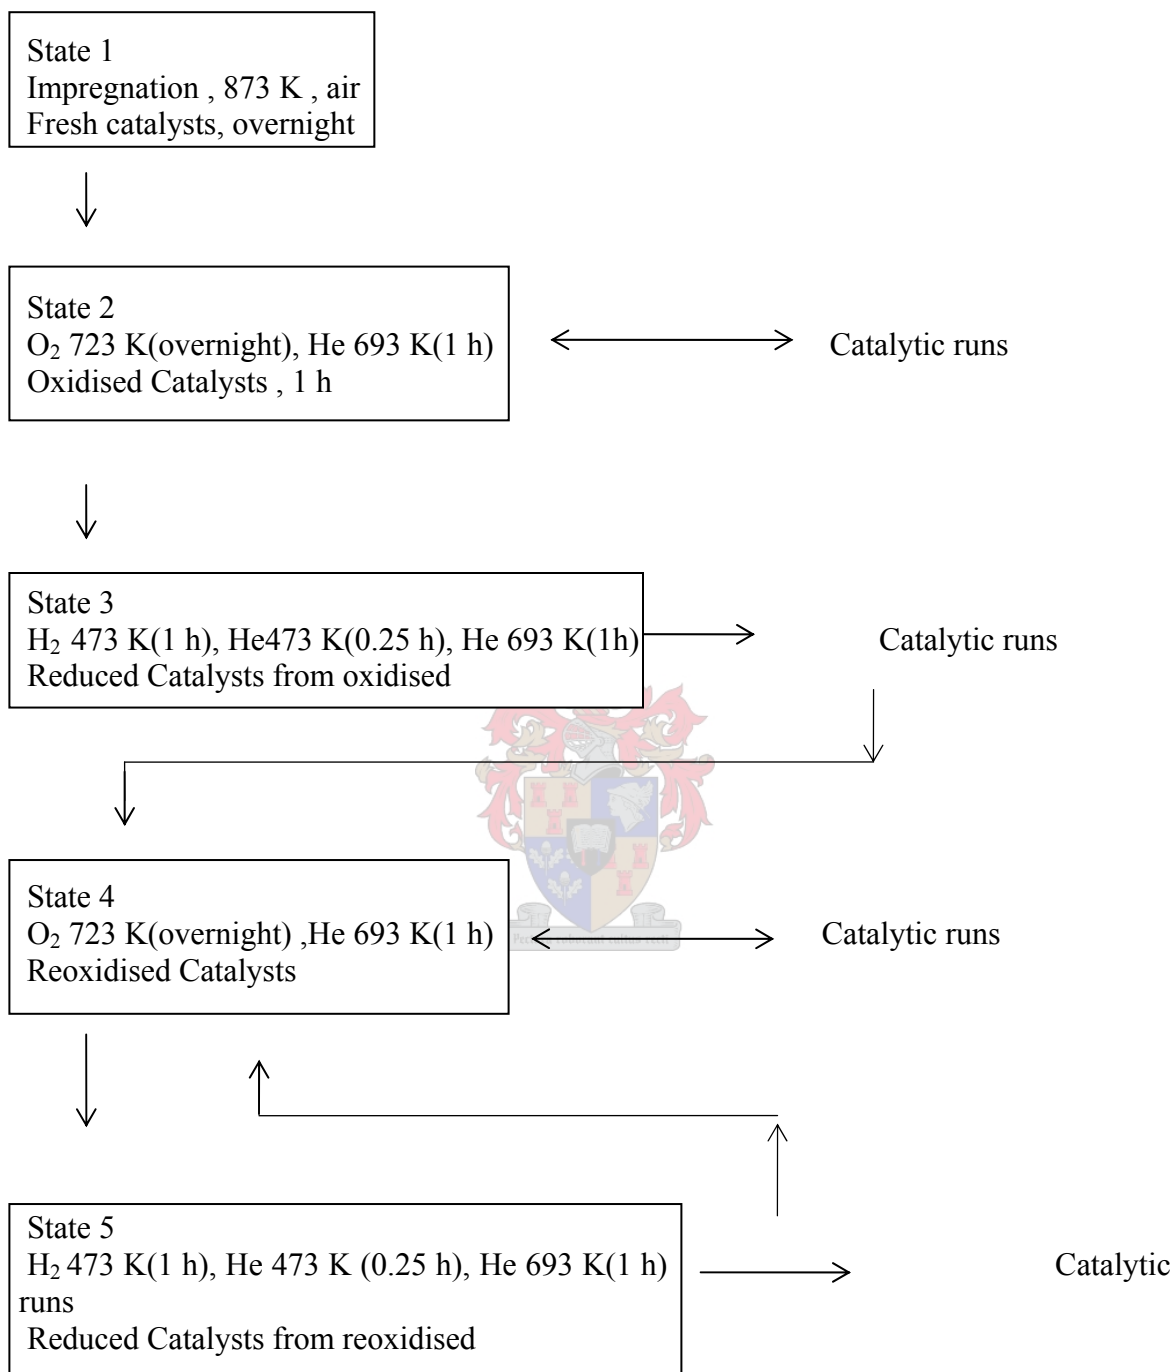 State 1
Impregnation , 873 K , air
Fresh catalysts, overnight
State 2
O₂ 723 K(overnight), He 693 K(1 h)
Oxidised Catalysts , 1 h
Catalytic runs
State 3
H₂ 473 K(1 h), He473 K(0.25 h), He 693 K(1h)
Reduced Catalysts from oxidised
Catalytic runs
State 4
O₂ 723 K(overnight) ,He 693 K(1 h)
Reoxidised Catalysts
Catalytic runs
State 5
H₂ 473 K(1 h), He 473 K (0.25 h), He 693 K(1 h)
Catalytic
runs
Reduced Catalysts from reoxidised